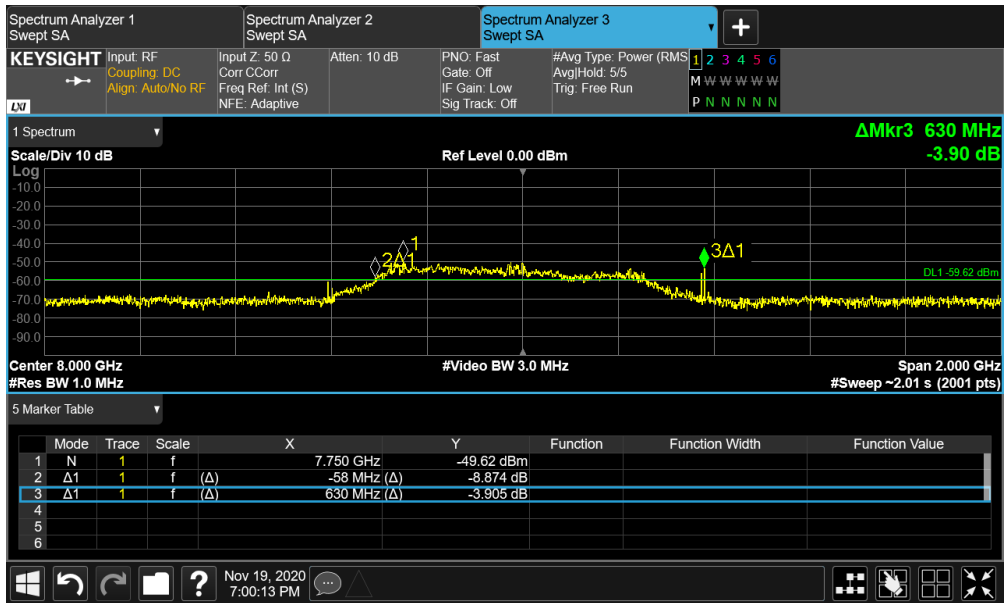 Spectrum Analyzer 1
Swept SA
Spectrum Analyzer 2
Swept SA
Spectrum Analyzer 3
Swept SA
▼
+
KEYSIGHT
LXI
Input: RF
Coupling: DC
Align: Auto/No RF
Input Z: 50 Ω
Corr CCorr
Freq Ref: Int (S)
NFE: Adaptive
Atten: 10 dB
PNO: Fast
Gate: Off
IF Gain: Low
Sig Track: Off
#Avg Type: Power (RMS
Avg|Hold: 5/5
Trig: Free Run
1 2 3 4 5 6
M W W W W W
P N N N N N
1 Spectrum ▼
ΔMkr3 630 MHz
-3.90 dB
Scale/Div 10 dB
Ref Level 0.00 dBm
Log
-10.0
-20.0
-30.0
-40.0
-50.0
-60.0
-70.0
-80.0
-90.0
1
2Δ1
3Δ1
DL1 -59.62 dBm
Center 8.000 GHz
#Video BW 3.0 MHz
Span 2.000 GHz
#Res BW 1.0 MHz
#Sweep ~2.01 s (2001 pts)
5 Marker Table ▼
Mode Trace Scale X Y Function Function Width Function Value
1 N 1 f 7.750 GHz -49.62 dBm
2 Δ1 1 f (Δ) -58 MHz (Δ) -8.874 dB
3 Δ1 1 f (Δ) 630 MHz (Δ) -3.905 dB
4
5
6
?
Nov 19, 2020
7:00:13 PM